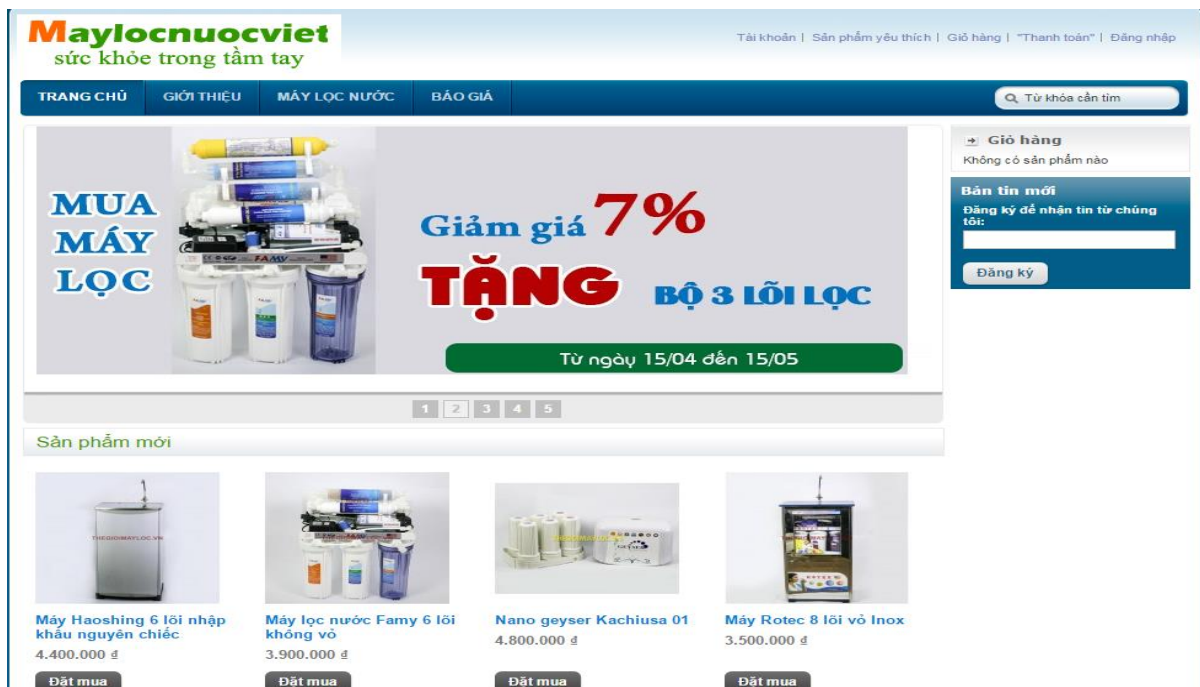 Maylocnuocviet
sức khỏe trong tầm tay
Tài khoản | Sản phẩm yêu thích | Giỏ hàng | "Thanh toán" | Đăng nhập
TRANG CHỦ GIỚI THIỆU MÁY LỌC NƯỚC BÁO GIÁ
Từ khóa cần tìm
MUA
MÁY
LỌC
FAMY
Giảm giá 7%
TẶNG BỘ 3 LÕI LỌC
Từ ngày 15/04 đến 15/05
1 2 3 4 5
Giỏ hàng
Không có sản phẩm nào
Bản tin mới
Đăng ký để nhận tin từ chúng
tôi:
Đăng ký
Sản phẩm mới
THEGIOIMAYLOC.VN
GEYSER
ROTEK
Máy Haoshing 6 lõi nhập
khẩu nguyên chiếc
4.400.000 đ
Đặt mua
Máy lọc nước Famy 6 lõi
không vỏ
3.900.000 đ
Đặt mua
Nano geyser Kachiusa 01
4.800.000 đ
Đặt mua
Máy Rotec 8 lõi vỏ Inox
3.500.000 đ
Đặt mua